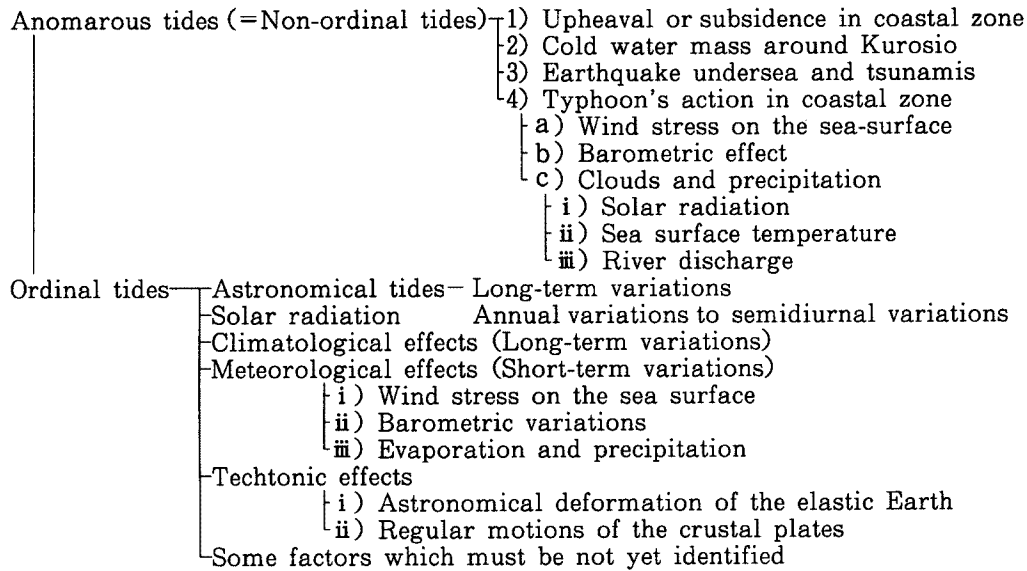 Anomarous tides (=Non-ordinal tides) 1) Upheaval or subsidence in coastal zone
2) Cold water mass around Kurosio
3) Earthquake undersea and tsunamis
4) Typhoon's action in coastal zone
a) Wind stress on the sea-surface
b) Barometric effect
c) Clouds and precipitation
i) Solar radiation
ii) Sea surface temperature
iii) River discharge
Ordinal tides Astronomical tides— Long-term variations
Solar radiation Annual variations to semidiurnal variations
Climatological effects (Long-term variations)
Meteorological effects (Short-term variations)
i) Wind stress on the sea surface
ii) Barometric variations
iii) Evaporation and precipitation
Techtonic effects
i) Astronomical deformation of the elastic Earth
ii) Regular motions of the crustal plates
Some factors which must be not yet identified